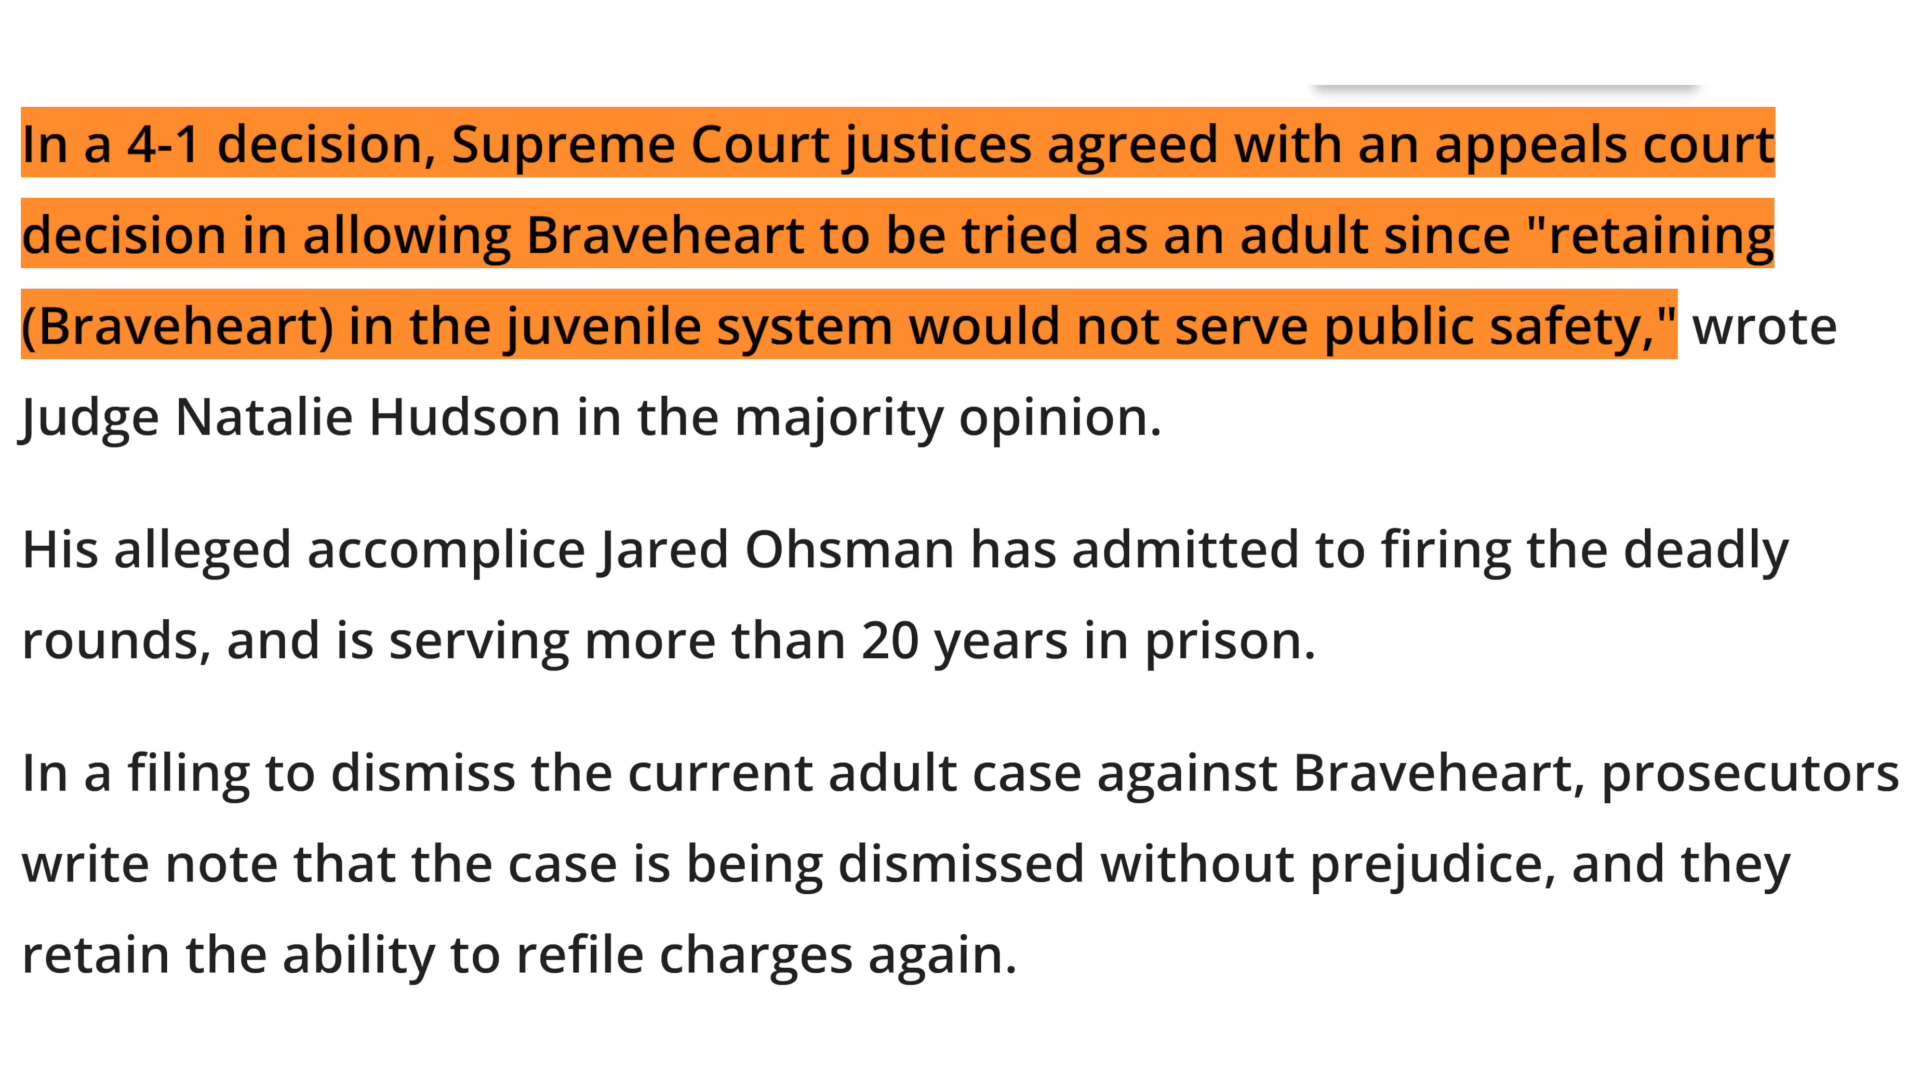 In a 4-1 decision, Supreme Court justices agreed with an appeals court
decision in allowing Braveheart to be tried as an adult since "retaining
(Braveheart) in the juvenile system would not serve public safety," wrote
Judge Natalie Hudson in the majority opinion.
His alleged accomplice Jared Ohsman has admitted to firing the deadly
rounds, and is serving more than 20 years in prison.
In a filing to dismiss the current adult case against Braveheart, prosecutors
write note that the case is being dismissed without prejudice, and they
retain the ability to refile charges again.